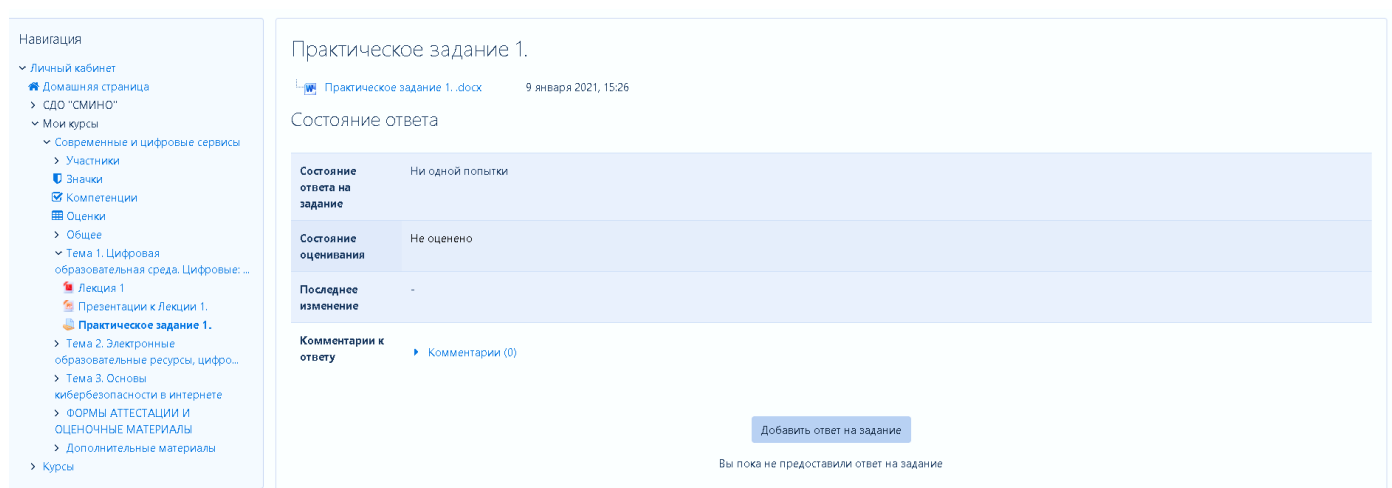 Навигация
Личный кабинет
Домашняя страница
СДО "СМИНО"
Мои курсы
Современные и цифровые сервисы
Участники
Значки
Компетенции
Оценки
Общее
Тема 1. Цифровая
образовательная среда. Цифровые: ...
Лекция 1
Презентации к Лекции 1.
Практическое задание 1.
Тема 2. Электронные
образовательные ресурсы, цифро...
Тема 3. Основы
кибербезопасности в интернете
ФОРМЫ АТТЕСТАЦИИ И
ОЦЕНОЧНЫЕ МАТЕРИАЛЫ
Дополнительные материалы
Курсы
Практическое задание 1.
Практическое задание 1. .docx 9 января 2021, 15:26
Состояние ответа
Состояние
ответа на
задание
Ни одной попытки
Состояние
оценивания
Не оценено
Последнее
изменение
-
Комментарии к
ответу
Комментарии (0)
Добавить ответ на задание
Вы пока не предоставили ответ на задание